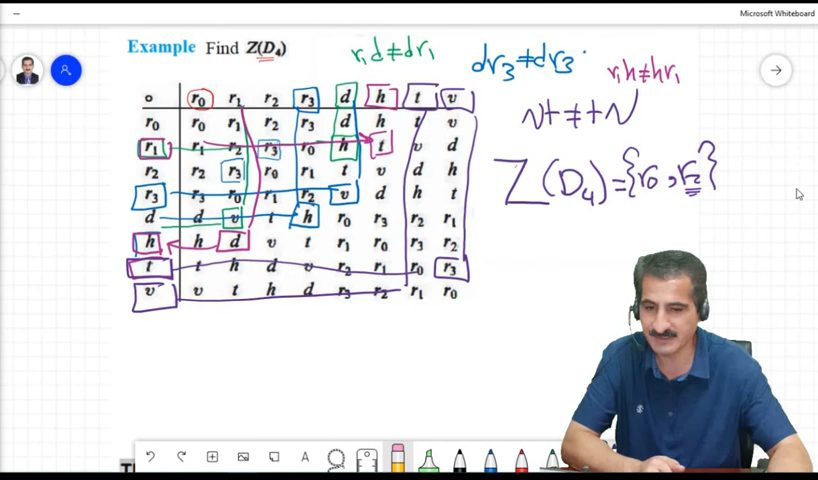 Microsoft Whiteboard
Example Find Z(D₄)
r₁d ≠ dr₁
dr₃ ≠ dr₃
r₁h ≠ hr₁
vt ≠ tv
Z(D₄) = {r₀, r₂}
∘ r₀ r₁ r₂ r₃ d h t v
r₀ r₀ r₁ r₂ r₃ d h t v
r₁ r₁ r₂ r₃ r₀ h t v d
r₂ r₂ r₃ r₀ r₁ t v d h
r₃ r₃ r₀ r₁ r₂ v d h t
d d v t h r₀ r₃ r₂ r₁
h h d v t r₁ r₀ r₃ r₂
t t h d v r₂ r₁ r₀ r₃
v v t h d r₃ r₂ r₁ r₀
A